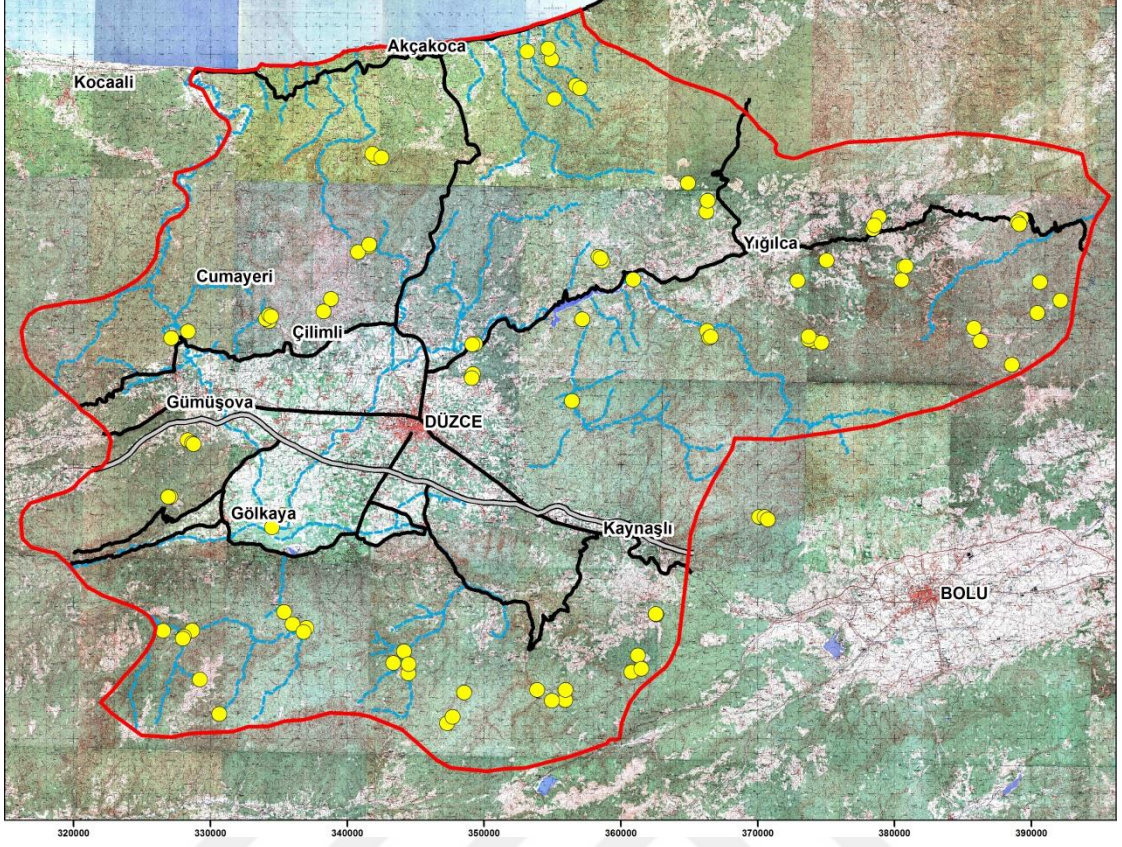 Akçakoca
Kocaali
Yığılca
Cumayeri
Çilimli
Gümüşova
DÜZCE
Gölkaya
Kaynaşlı
BOLU
320000 330000 340000 350000 360000 370000 380000 390000